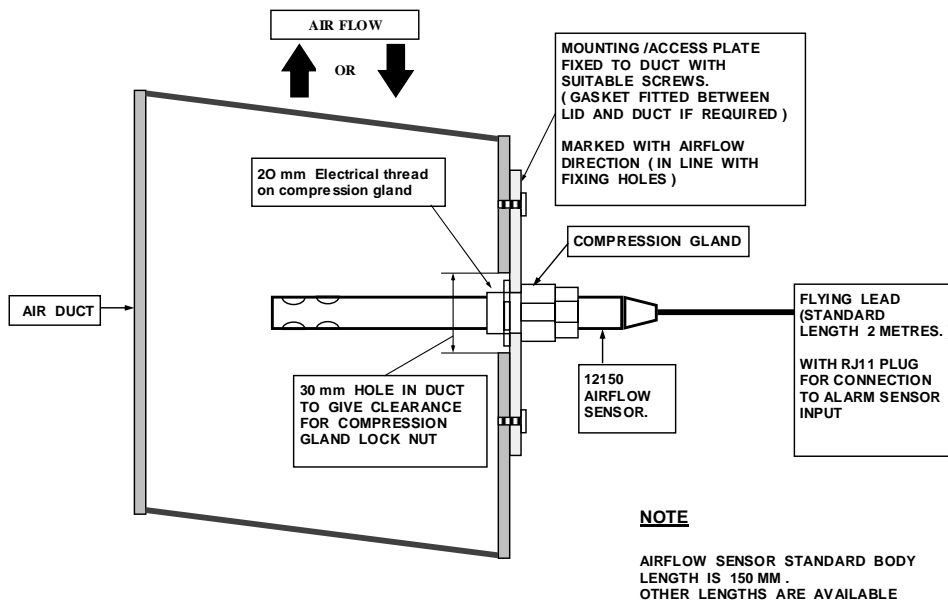 AIR FLOW
OR
MOUNTING /ACCESS PLATE
FIXED TO DUCT WITH
SUITABLE SCREWS.
( GASKET FITTED BETWEEN
LID AND DUCT IF REQUIRED )
MARKED WITH AIRFLOW
DIRECTION ( IN LINE WITH
FIXING HOLES )
2O mm Electrical thread
on compression gland
COMPRESSION GLAND
AIR DUCT
FLYING LEAD
(STANDARD
LENGTH 2 METRES.
WITH RJ11 PLUG
FOR CONNECTION
TO ALARM SENSOR
INPUT
30 mm HOLE IN DUCT
TO GIVE CLEARANCE
FOR COMPRESSION
GLAND LOCK NUT
12150
AIRFLOW
SENSOR.
NOTE
AIRFLOW SENSOR STANDARD BODY
LENGTH IS 150 MM .
OTHER LENGTHS ARE AVAILABLE